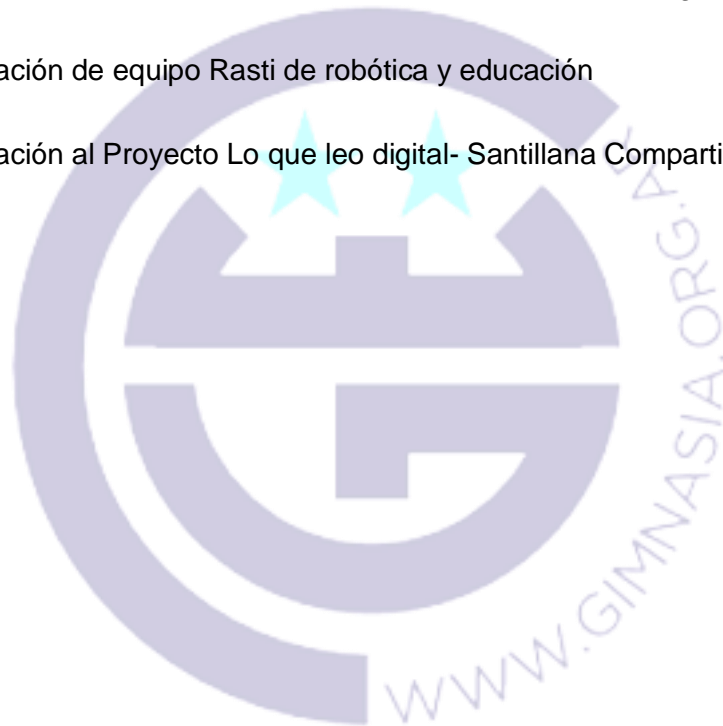 ación de equipo Rasti de robótica y educación
ación al Proyecto Lo que leo digital- Santillana Comparti
WWW.GIMNASIA.ORG.AR